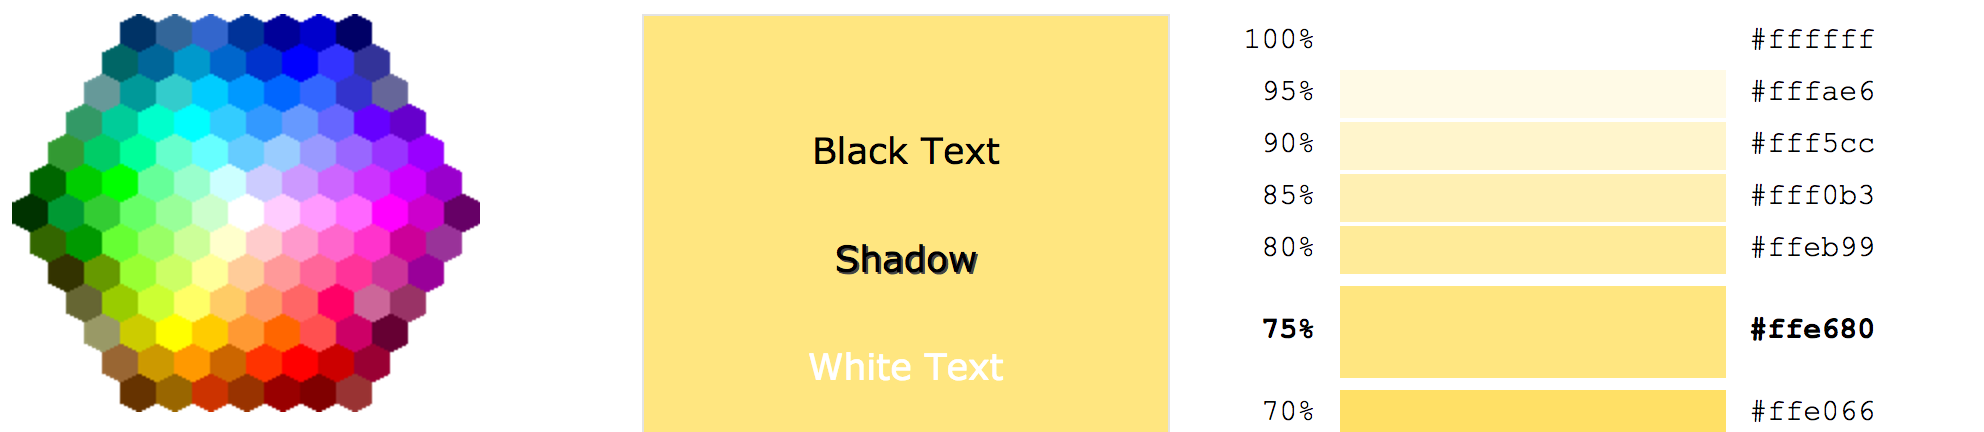 Black Text
Shadow
White Text
100% #ffffff
95% #fffae6
90% #fff5cc
85% #fff0b3
80% #ffeb99
75% #ffe680
70% #ffe066